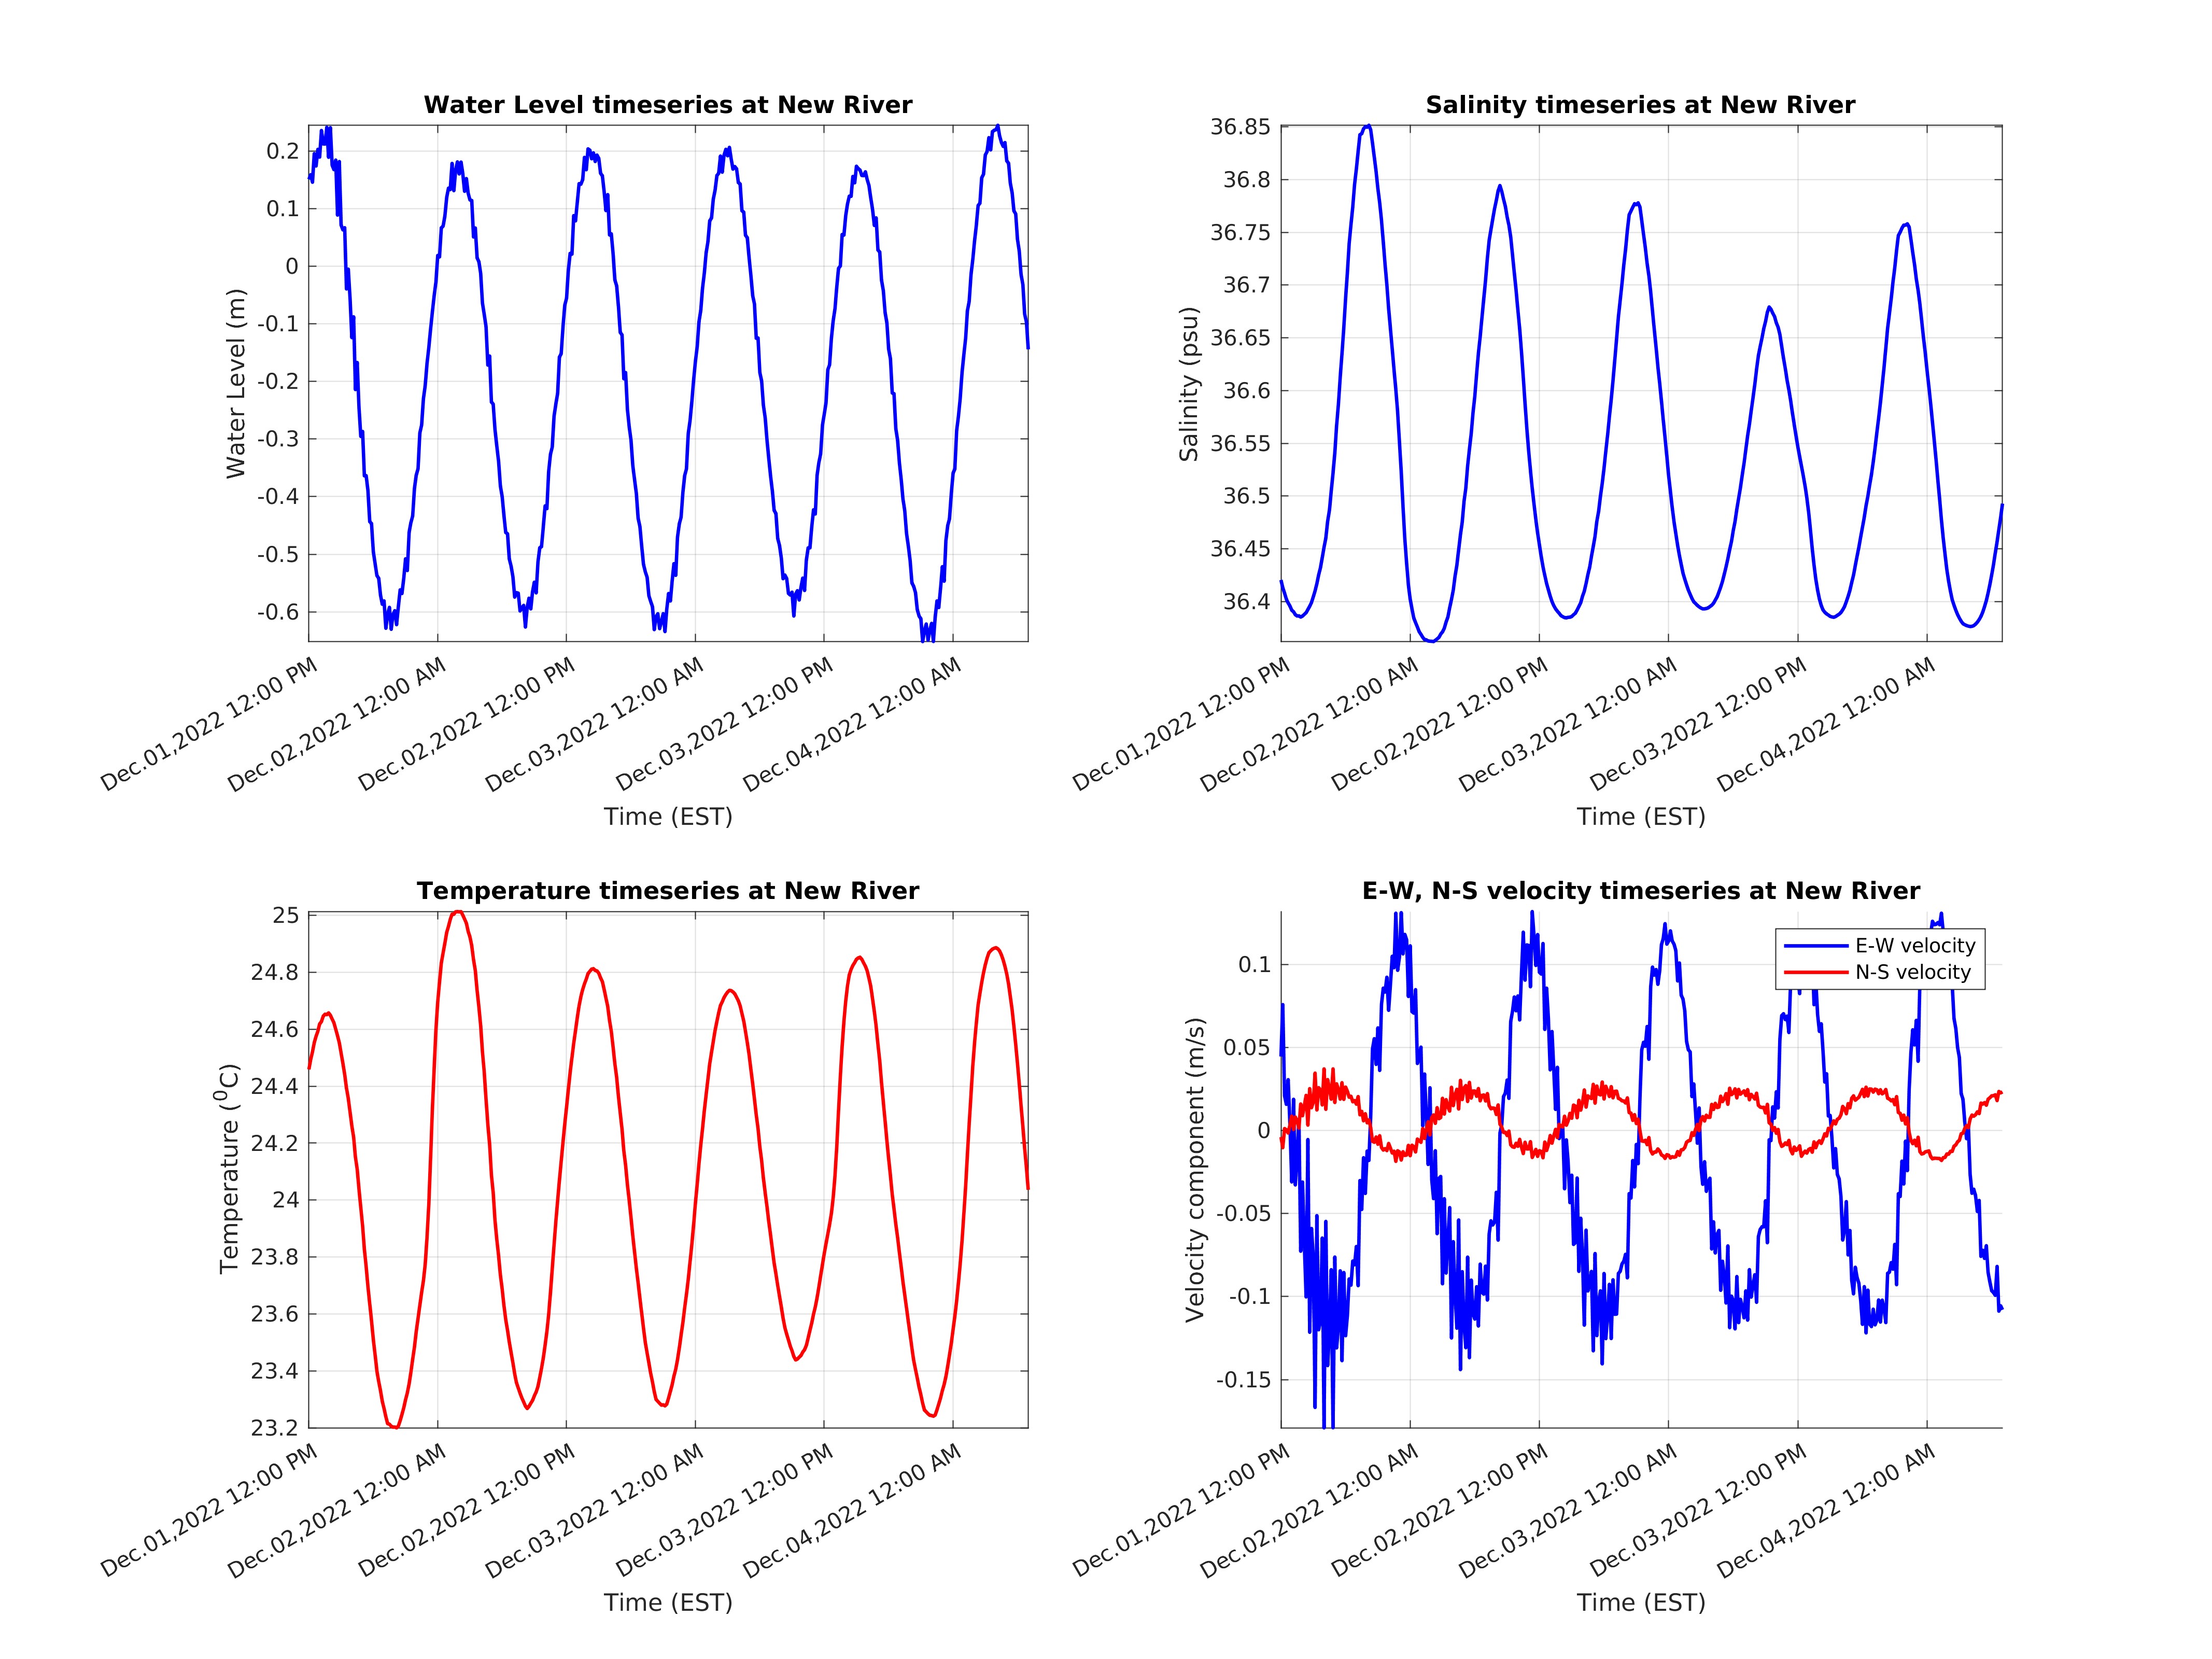 Water Level timeseries at New River
Water Level (m)
0.2
0.1
0
-0.1
-0.2
-0.3
-0.4
-0.5
-0.6
Dec.01,2022 12:00 PM
Dec.02,2022 12:00 AM
Dec.02,2022 12:00 PM
Dec.03,2022 12:00 AM
Dec.03,2022 12:00 PM
Dec.04,2022 12:00 AM
Time (EST)
Salinity timeseries at New River
Salinity (psu)
36.85
36.8
36.75
36.7
36.65
36.6
36.55
36.5
36.45
36.4
Dec.01,2022 12:00 PM
Dec.02,2022 12:00 AM
Dec.02,2022 12:00 PM
Dec.03,2022 12:00 AM
Dec.03,2022 12:00 PM
Dec.04,2022 12:00 AM
Time (EST)
Temperature timeseries at New River
Temperature (⁰C)
25
24.8
24.6
24.4
24.2
24
23.8
23.6
23.4
23.2
Dec.01,2022 12:00 PM
Dec.02,2022 12:00 AM
Dec.02,2022 12:00 PM
Dec.03,2022 12:00 AM
Dec.03,2022 12:00 PM
Dec.04,2022 12:00 AM
Time (EST)
E-W, N-S velocity timeseries at New River
E-W velocity
N-S velocity
Velocity component (m/s)
0.1
0.05
0
-0.05
-0.1
-0.15
Dec.01,2022 12:00 PM
Dec.02,2022 12:00 AM
Dec.02,2022 12:00 PM
Dec.03,2022 12:00 AM
Dec.03,2022 12:00 PM
Dec.04,2022 12:00 AM
Time (EST)